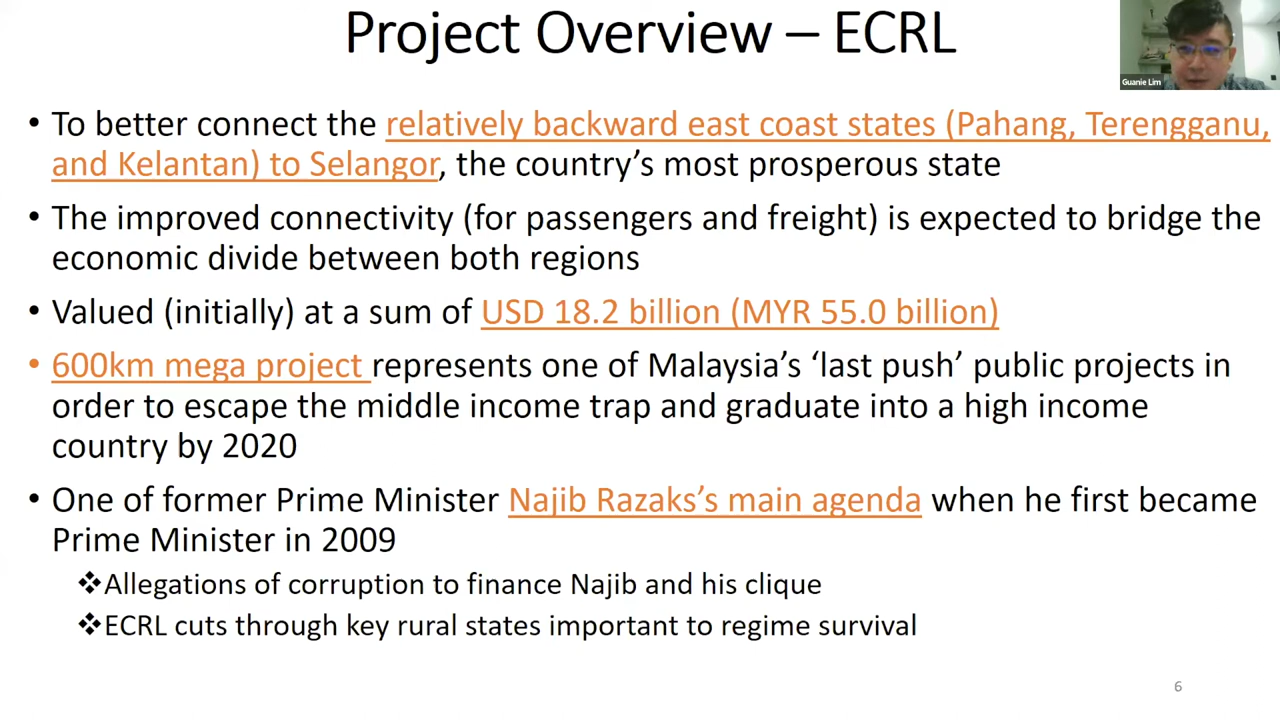 Project Overview – ECRL
Guanie Lim
• To better connect the relatively backward east coast states (Pahang, Terengganu,
and Kelantan) to Selangor, the country’s most prosperous state
• The improved connectivity (for passengers and freight) is expected to bridge the
economic divide between both regions
• Valued (initially) at a sum of USD 18.2 billion (MYR 55.0 billion)
• 600km mega project represents one of Malaysia’s ‘last push’ public projects in
order to escape the middle income trap and graduate into a high income
country by 2020
• One of former Prime Minister Najib Razaks’s main agenda when he first became
Prime Minister in 2009
❖Allegations of corruption to finance Najib and his clique
❖ECRL cuts through key rural states important to regime survival
6